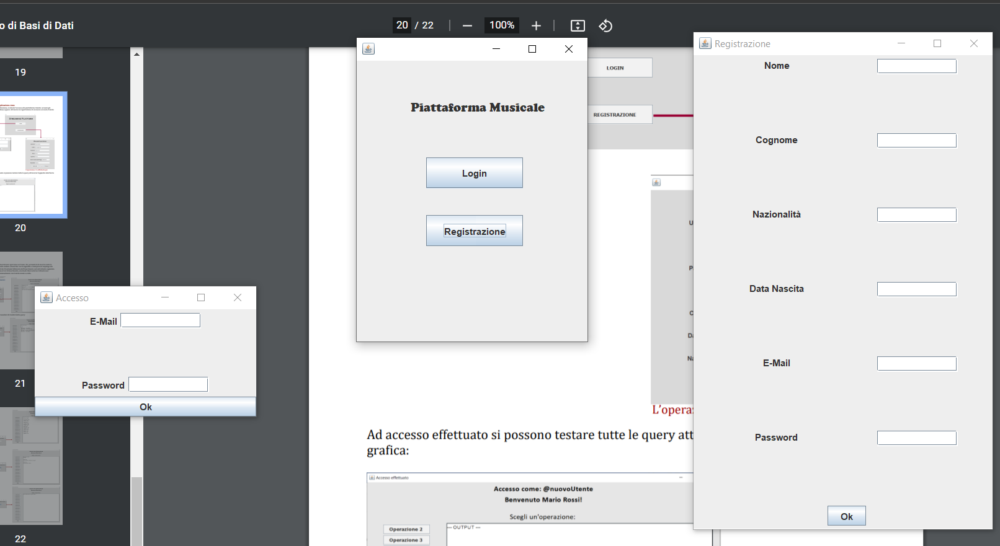 o di Basi di Dati
20 / 22
100%
19
20
21
22
Piattaforma Musicale
Login
Registrazione
LOGIN
REGISTRAZIONE
Accesso
E-Mail
Password
Ok
Registrazione
Nome
Cognome
Nazionalità
Data Nascita
E-Mail
Password
Ok
U
P
C
Da
Na
L'opera
Ad accesso effettuato si possono testare tutte le query att
grafica:
Accesso effettuato
Accesso come: @nuovoUtente
Benvenuto Mario Rossi!
Scegli un'operazione:
Operazione 2
Operazione 3
--- OUTPUT ---